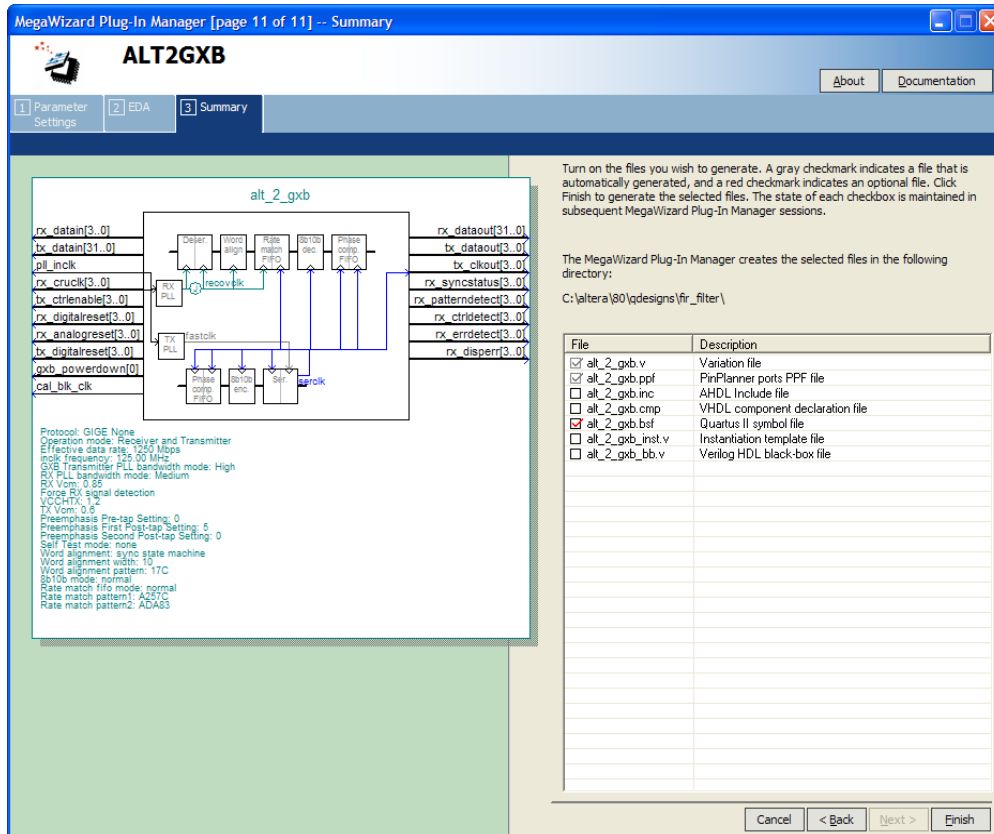 MegaWizard Plug-In Manager [page 11 of 11] -- Summary
ALT2GXB
About
Documentation
1 Parameter Settings
2 EDA
3 Summary
alt_2_gxb
rx_datain[3..0]
tx_datain[31..0]
pll_inclk
rx_cruclk[3..0]
tx_ctrlenable[3..0]
rx_digitalreset[3..0]
rx_analogreset[3..0]
tx_digitalreset[3..0]
gxb_powerdown[0]
cal_blk_clk
Deser.
Word align
Rate match FIFO
8b10b dec.
Phase comp. FIFO
RX PLL
recovclk
TX PLL
fastclk
Phase comp. FIFO
8b10b enc.
Ser.
serclk
rx_dataout[31..0]
tx_dataout[3..0]
tx_clkout[3..0]
rx_syncstatus[3..0]
rx_patterndetect[3..0]
rx_ctrldetect[3..0]
rx_errdetect[3..0]
rx_disperr[3..0]
Protocol: GIGE None
Operation mode: Receiver and Transmitter
Effective data rate: 1250 Mbps
inclk frequency: 125.00 MHz
GXB Transmitter PLL bandwidth mode: High
RX PLL bandwidth mode: Medium
RX Vcm: 0.85
Force RX signal detection
VCCHTX: 1.2
TX Vcm: 0.6
Preemphasis Pre-tap Setting: 0
Preemphasis First Post-tap Setting: 5
Preemphasis Second Post-tap Setting: 0
Self Test mode: none
Word alignment: sync state machine
Word alignment width: 10
Word alignment pattern: 17C
8b10b mode: normal
Rate match fifo mode: normal
Rate match pattern1: A257C
Rate match pattern2: ADA83
Turn on the files you wish to generate. A gray checkmark indicates a file that is
automatically generated, and a red checkmark indicates an optional file. Click
Finish to generate the selected files. The state of each checkbox is maintained in
subsequent MegaWizard Plug-In Manager sessions.
The MegaWizard Plug-In Manager creates the selected files in the following
directory:
C:\altera\80\qdesigns\fir_filter\
File Description
alt_2_gxb.v Variation file
alt_2_gxb.ppf PinPlanner ports PPF file
alt_2_gxb.inc AHDL Include file
alt_2_gxb.cmp VHDL component declaration file
alt_2_gxb.bsf Quartus II symbol file
alt_2_gxb_inst.v Instantiation template file
alt_2_gxb_bb.v Verilog HDL black-box file
Cancel
< Back
Next >
Finish